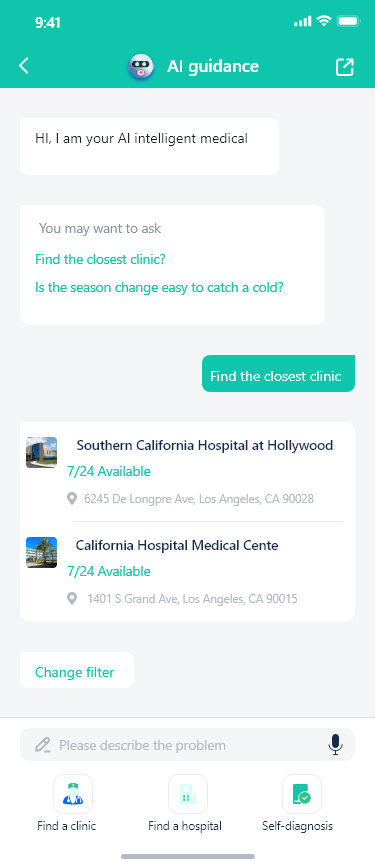 9:41
AI guidance
HI, I am your AI intelligent medical
You may want to ask
Find the closest clinic?
Is the season change easy to catch a cold?
Find the closest clinic
Southern California Hospital at Hollywood
7/24 Available
6245 De Longpre Ave, Los Angeles, CA 90028
California Hospital Medical Cente
7/24 Available
1401 S Grand Ave, Los Angeles, CA 90015
Change filter
Please describe the problem
Find a clinic
Find a hospital
Self-diagnosis